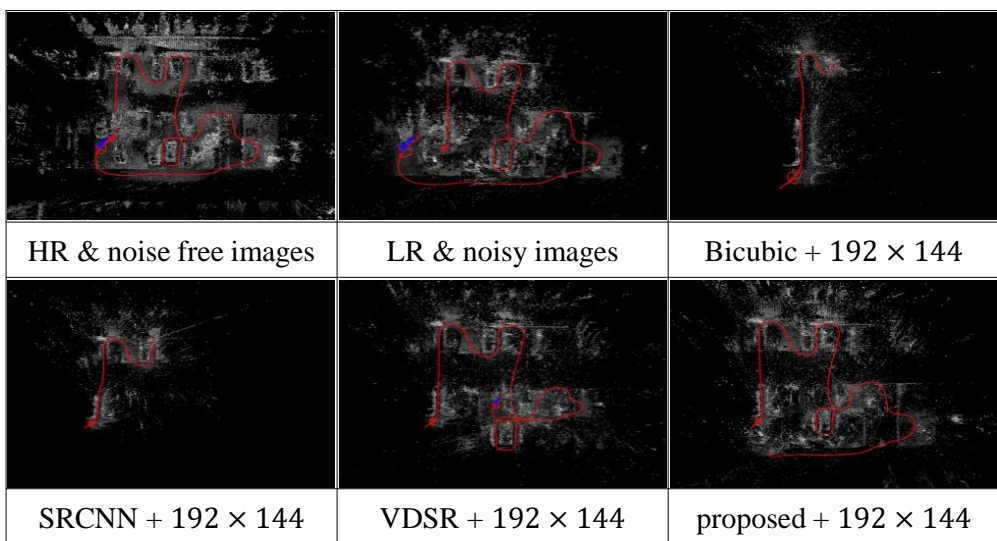 HR & noise free images
LR & noisy images
Bicubic + 192 × 144
SRCNN + 192 × 144
VDSR + 192 × 144
proposed + 192 × 144